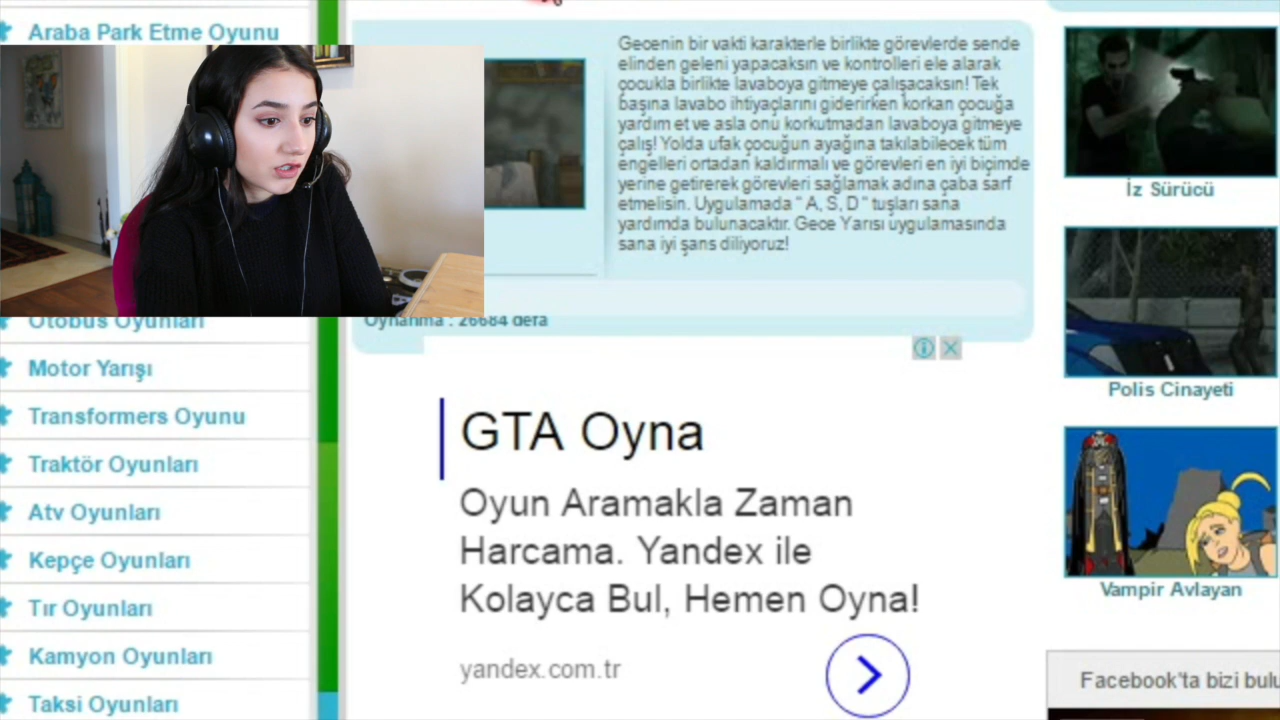 Araba Park Etme Oyunu
Otobüs Oyunları
Motor Yarışı
Transformers Oyunu
Traktör Oyunları
Atv Oyunları
Kepçe Oyunları
Tır Oyunları
Kamyon Oyunları
Taksi Oyunları
Gecenin bir vakti karakterle birlikte görevlerde sende
elinden geleni yapacaksın ve kontrolleri ele alarak
çocukla birlikte lavaboya gitmeye çalışacaksın! Tek
başına lavabo ihtiyaçlarını giderirken korkan çocuğa
yardım et ve asla onu korkutmadan lavaboya gitmeye
çalış! Yolda ufak çocuğun ayağına takılabilecek tüm
engelleri ortadan kaldırmalı ve görevleri en iyi biçimde
yerine getirerek görevleri sağlamak adına çaba sarf
etmelisin. Uygulamada " A, S, D " tuşları sana
yardımda bulunacaktır. Gece Yarısı uygulamasında
sana iyi şans diliyoruz!
Oynanma : 26684 defa
GTA Oyna
Oyun Aramakla Zaman
Harcama. Yandex ile
Kolayca Bul, Hemen Oyna!
yandex.com.tr
İz Sürücü
Polis Cinayeti
Vampir Avlayan
Facebook'ta bizi bulu